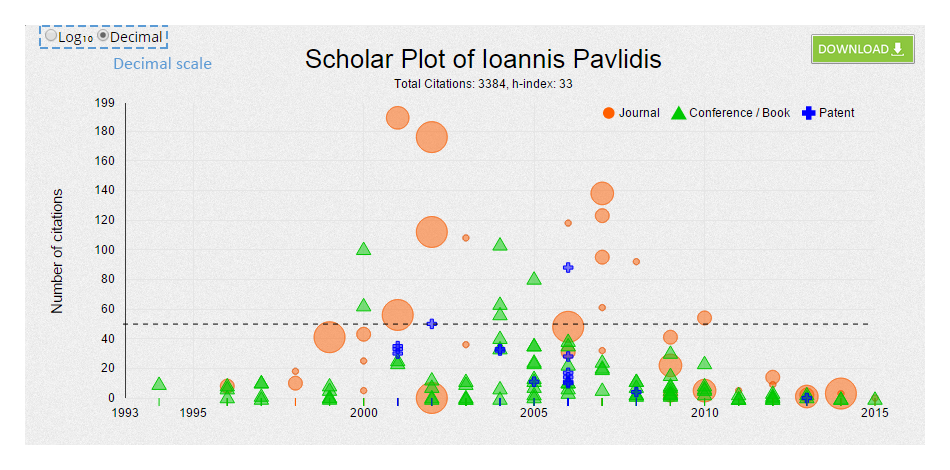 Log10 Decimal
Decimal scale
DOWNLOAD
Scholar Plot of Ioannis Pavlidis
Total Citations: 3384, h-index: 33
Journal Conference / Book Patent
Number of citations
199
180
160
140
120
100
80
60
40
20
0
1993 1995 2000 2005 2010 2015